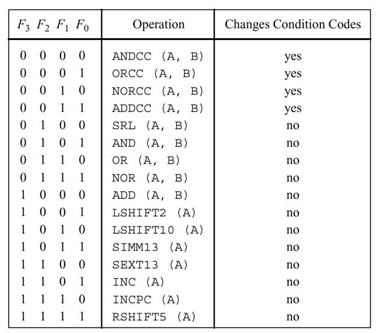 F3 F2 F1 F0 Operation Changes Condition Codes
0 0 0 0 ANDCC (A, B) yes
0 0 0 1 ORCC (A, B) yes
0 0 1 0 NORCC (A, B) yes
0 0 1 1 ADDCC (A, B) yes
0 1 0 0 SRL (A, B) no
0 1 0 1 AND (A, B) no
0 1 1 0 OR (A, B) no
0 1 1 1 NOR (A, B) no
1 0 0 0 ADD (A, B) no
1 0 0 1 LSHIFT2 (A) no
1 0 1 0 LSHIFT10 (A) no
1 0 1 1 SIMM13 (A) no
1 1 0 0 SEXT13 (A) no
1 1 0 1 INC (A) no
1 1 1 0 INCPC (A) no
1 1 1 1 RSHIFT5 (A) no